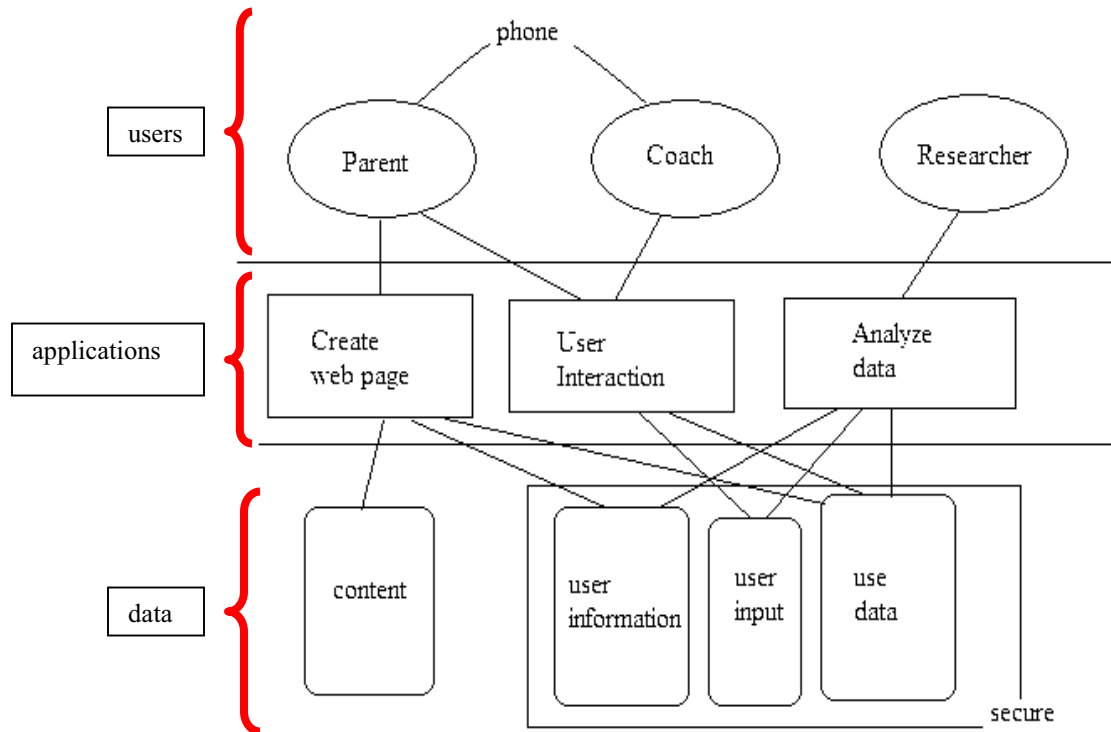 phone
users
Parent
Coach
Researcher
applications
Create
web page
User
Interaction
Analyze
data
data
content
user
information
user
input
use
data
secure